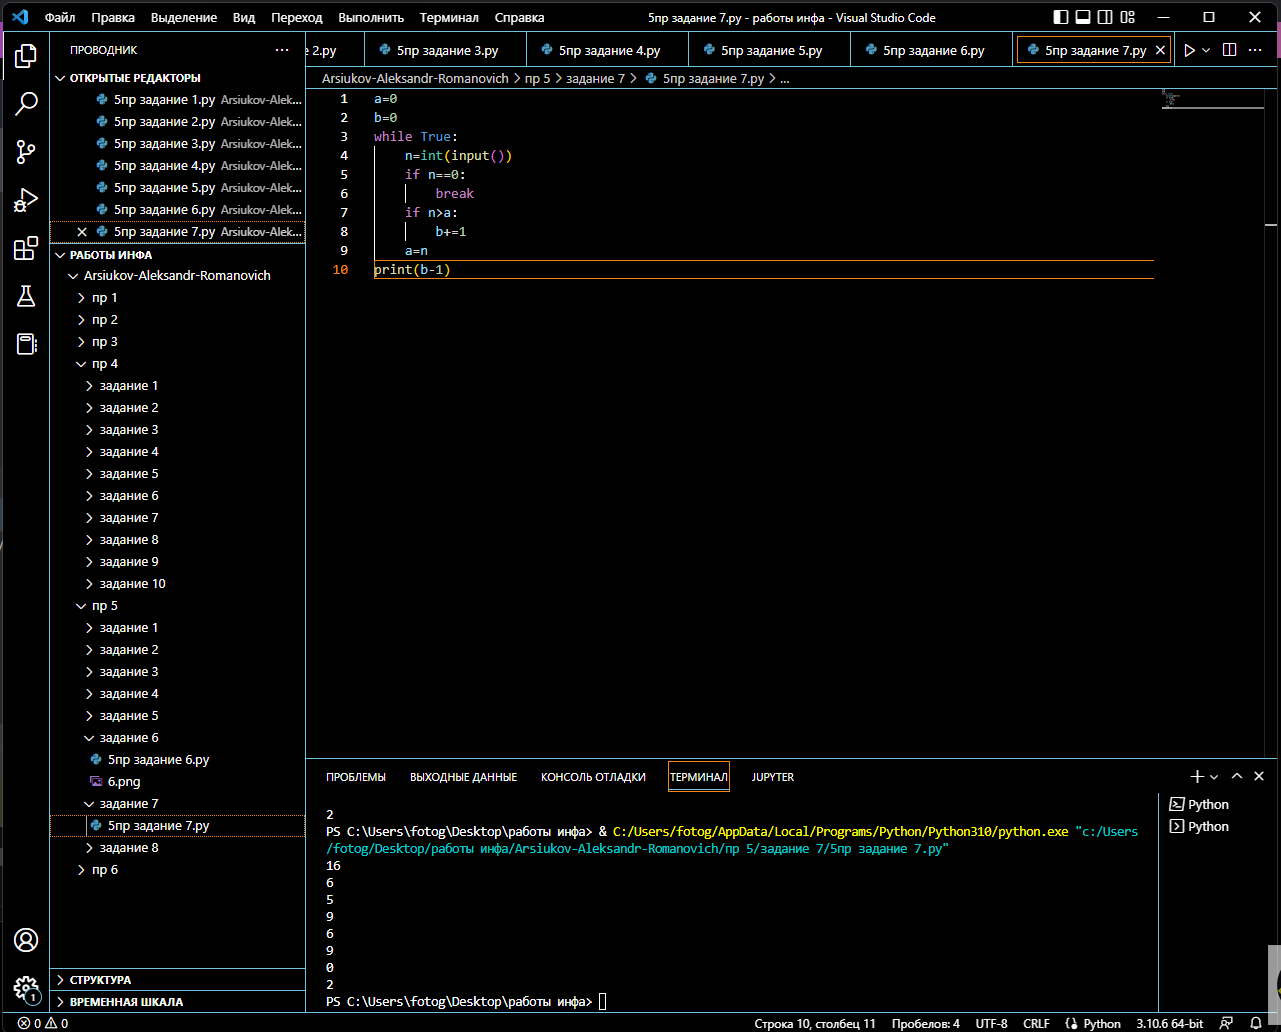 Файл Правка Выделение Вид Переход Выполнить Терминал Справка 5пр задание 7.py - работы инфа - Visual Studio Code
ПРОВОДНИК
2.py 5пр задание 3.py 5пр задание 4.py 5пр задание 5.py 5пр задание 6.py 5пр задание 7.py
Arsiukov-Aleksandr-Romanovich > пр 5 > задание 7 > 5пр задание 7.py > ...
ОТКРЫТЫЕ РЕДАКТОРЫ
5пр задание 1.py Arsiukov-Alek...
5пр задание 2.py Arsiukov-Alek...
5пр задание 3.py Arsiukov-Alek...
5пр задание 4.py Arsiukov-Alek...
5пр задание 5.py Arsiukov-Alek...
5пр задание 6.py Arsiukov-Alek...
5пр задание 7.py Arsiukov-Alek...
РАБОТЫ ИНФА
Arsiukov-Aleksandr-Romanovich
пр 1
пр 2
пр 3
пр 4
задание 1
задание 2
задание 3
задание 4
задание 5
задание 6
задание 7
задание 8
задание 9
задание 10
пр 5
задание 1
задание 2
задание 3
задание 4
задание 5
задание 6
5пр задание 6.py
6.png
задание 7
5пр задание 7.py
задание 8
пр 6
СТРУКТУРА
ВРЕМЕННАЯ ШКАЛА
1 a=0
2 b=0
3 while True:
4 n=int(input())
5 if n==0:
6 break
7 if n>a:
8 b+=1
9 a=n
10 print(b-1)
ПРОБЛЕМЫ ВЫХОДНЫЕ ДАННЫЕ КОНСОЛЬ ОТЛАДКИ ТЕРМИНАЛ JUPYTER
2
PS C:\Users\fotog\Desktop\работы инфа> & C:/Users/fotog/AppData/Local/Programs/Python/Python310/python.exe "c:/Users
/fotog/Desktop/работы инфа/Arsiukov-Aleksandr-Romanovich/пр 5/задание 7/5пр задание 7.py"
16
6
5
9
6
9
0
2
PS C:\Users\fotog\Desktop\работы инфа>
Python
Python
1
0 0 Строка 10, столбец 11 Пробелов: 4 UTF-8 CRLF Python 3.10.6 64-bit